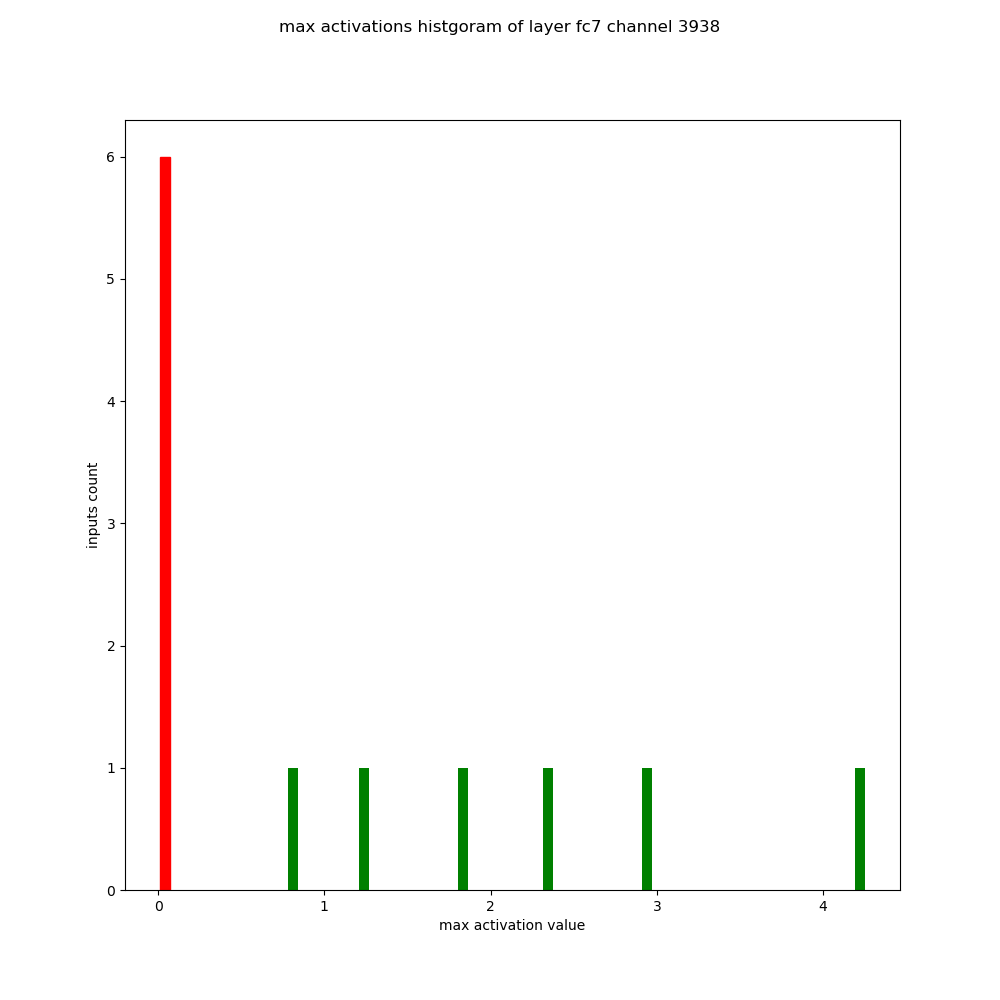 max activations histgoram of layer fc7 channel 3938
6
5
4
3
2
1
0
inputs count
0 1 2 3 4
max activation value